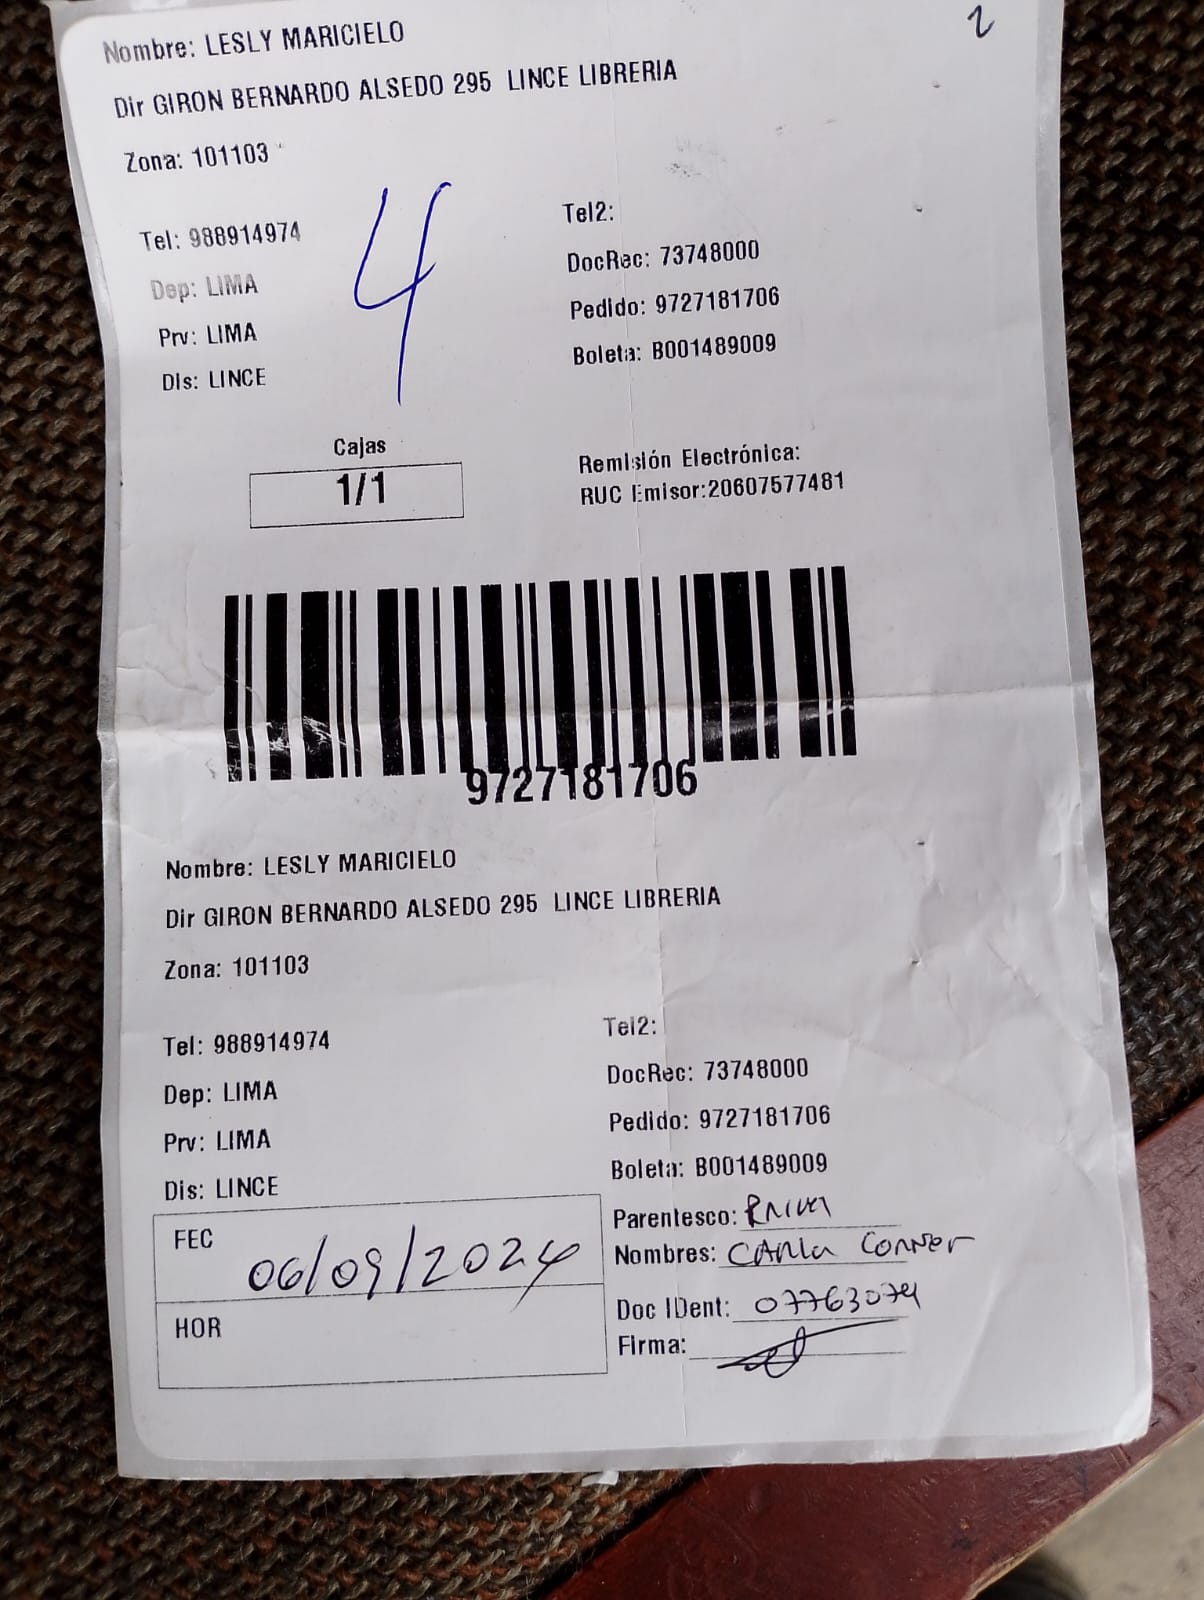 2
Nombre: LESLY MARICIELO
Dir GIRON BERNARDO ALSEDO 295 LINCE LIBRERIA
Zona: 101103
4
Tel: 988914974
Tel2:
Dep: LIMA
DocRec: 73748000
Prv: LIMA
Pedido: 9727181706
Dis: LINCE
Boleta: B001489009
Cajas
1/1
Remisión Electrónica:
RUC Emisor:20607577481
9727181706
Nombre: LESLY MARICIELO
Dir GIRON BERNARDO ALSEDO 295 LINCE LIBRERIA
Zona: 101103
Tel: 988914974
Tel2:
Dep: LIMA
DocRec: 73748000
Prv: LIMA
Pedido: 9727181706
Dis: LINCE
Boleta: B001489009
FEC 06/09/2024
HOR
Parentesco:
Nombres: CARLA
Doc IDent: 07763074
Firma: